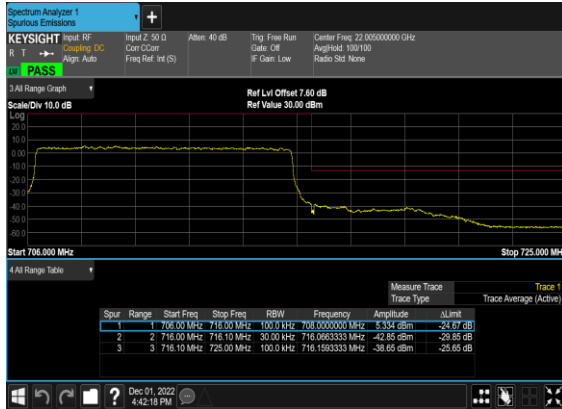 Spectrum Analyzer 1
Spurious Emissions
+
KEYSIGHT Input: RF Input Z: 50 Ω Atten: 40 dB Trig: Free Run Center Freq: 22.005000000 GHz
R T Coupling: DC Corr CCorr Gate: Off Avg|Hold: 100/100
Align: Auto Freq Ref: Int (S) IF Gain: Low Radio Std: None
PASS
3 All Range Graph
Ref Lvl Offset 7.60 dB
Scale/Div 10.0 dB Ref Value 30.00 dBm
Log
20.0
10.0
0.00
-10.0
-20.0
-30.0
-40.0
-50.0
-60.0
Start 706.000 MHz Stop 725.000 MH
4 All Range Table
Measure Trace Trace 1
Trace Type Trace Average (Active)
Spur Range Start Freq Stop Freq RBW Frequency Amplitude ΔLimit
1 1 706.00 MHz 716.00 MHz 100.0 kHz 708.0000000 MHz 5.334 dBm -24.67 dB
2 2 716.00 MHz 716.10 MHz 30.00 kHz 716.0663333 MHz -42.85 dBm -29.85 dB
3 3 716.10 MHz 725.00 MHz 100.0 kHz 716.1593333 MHz -38.65 dBm -25.65 dB
?
Dec 01, 2022
4:42:18 PM